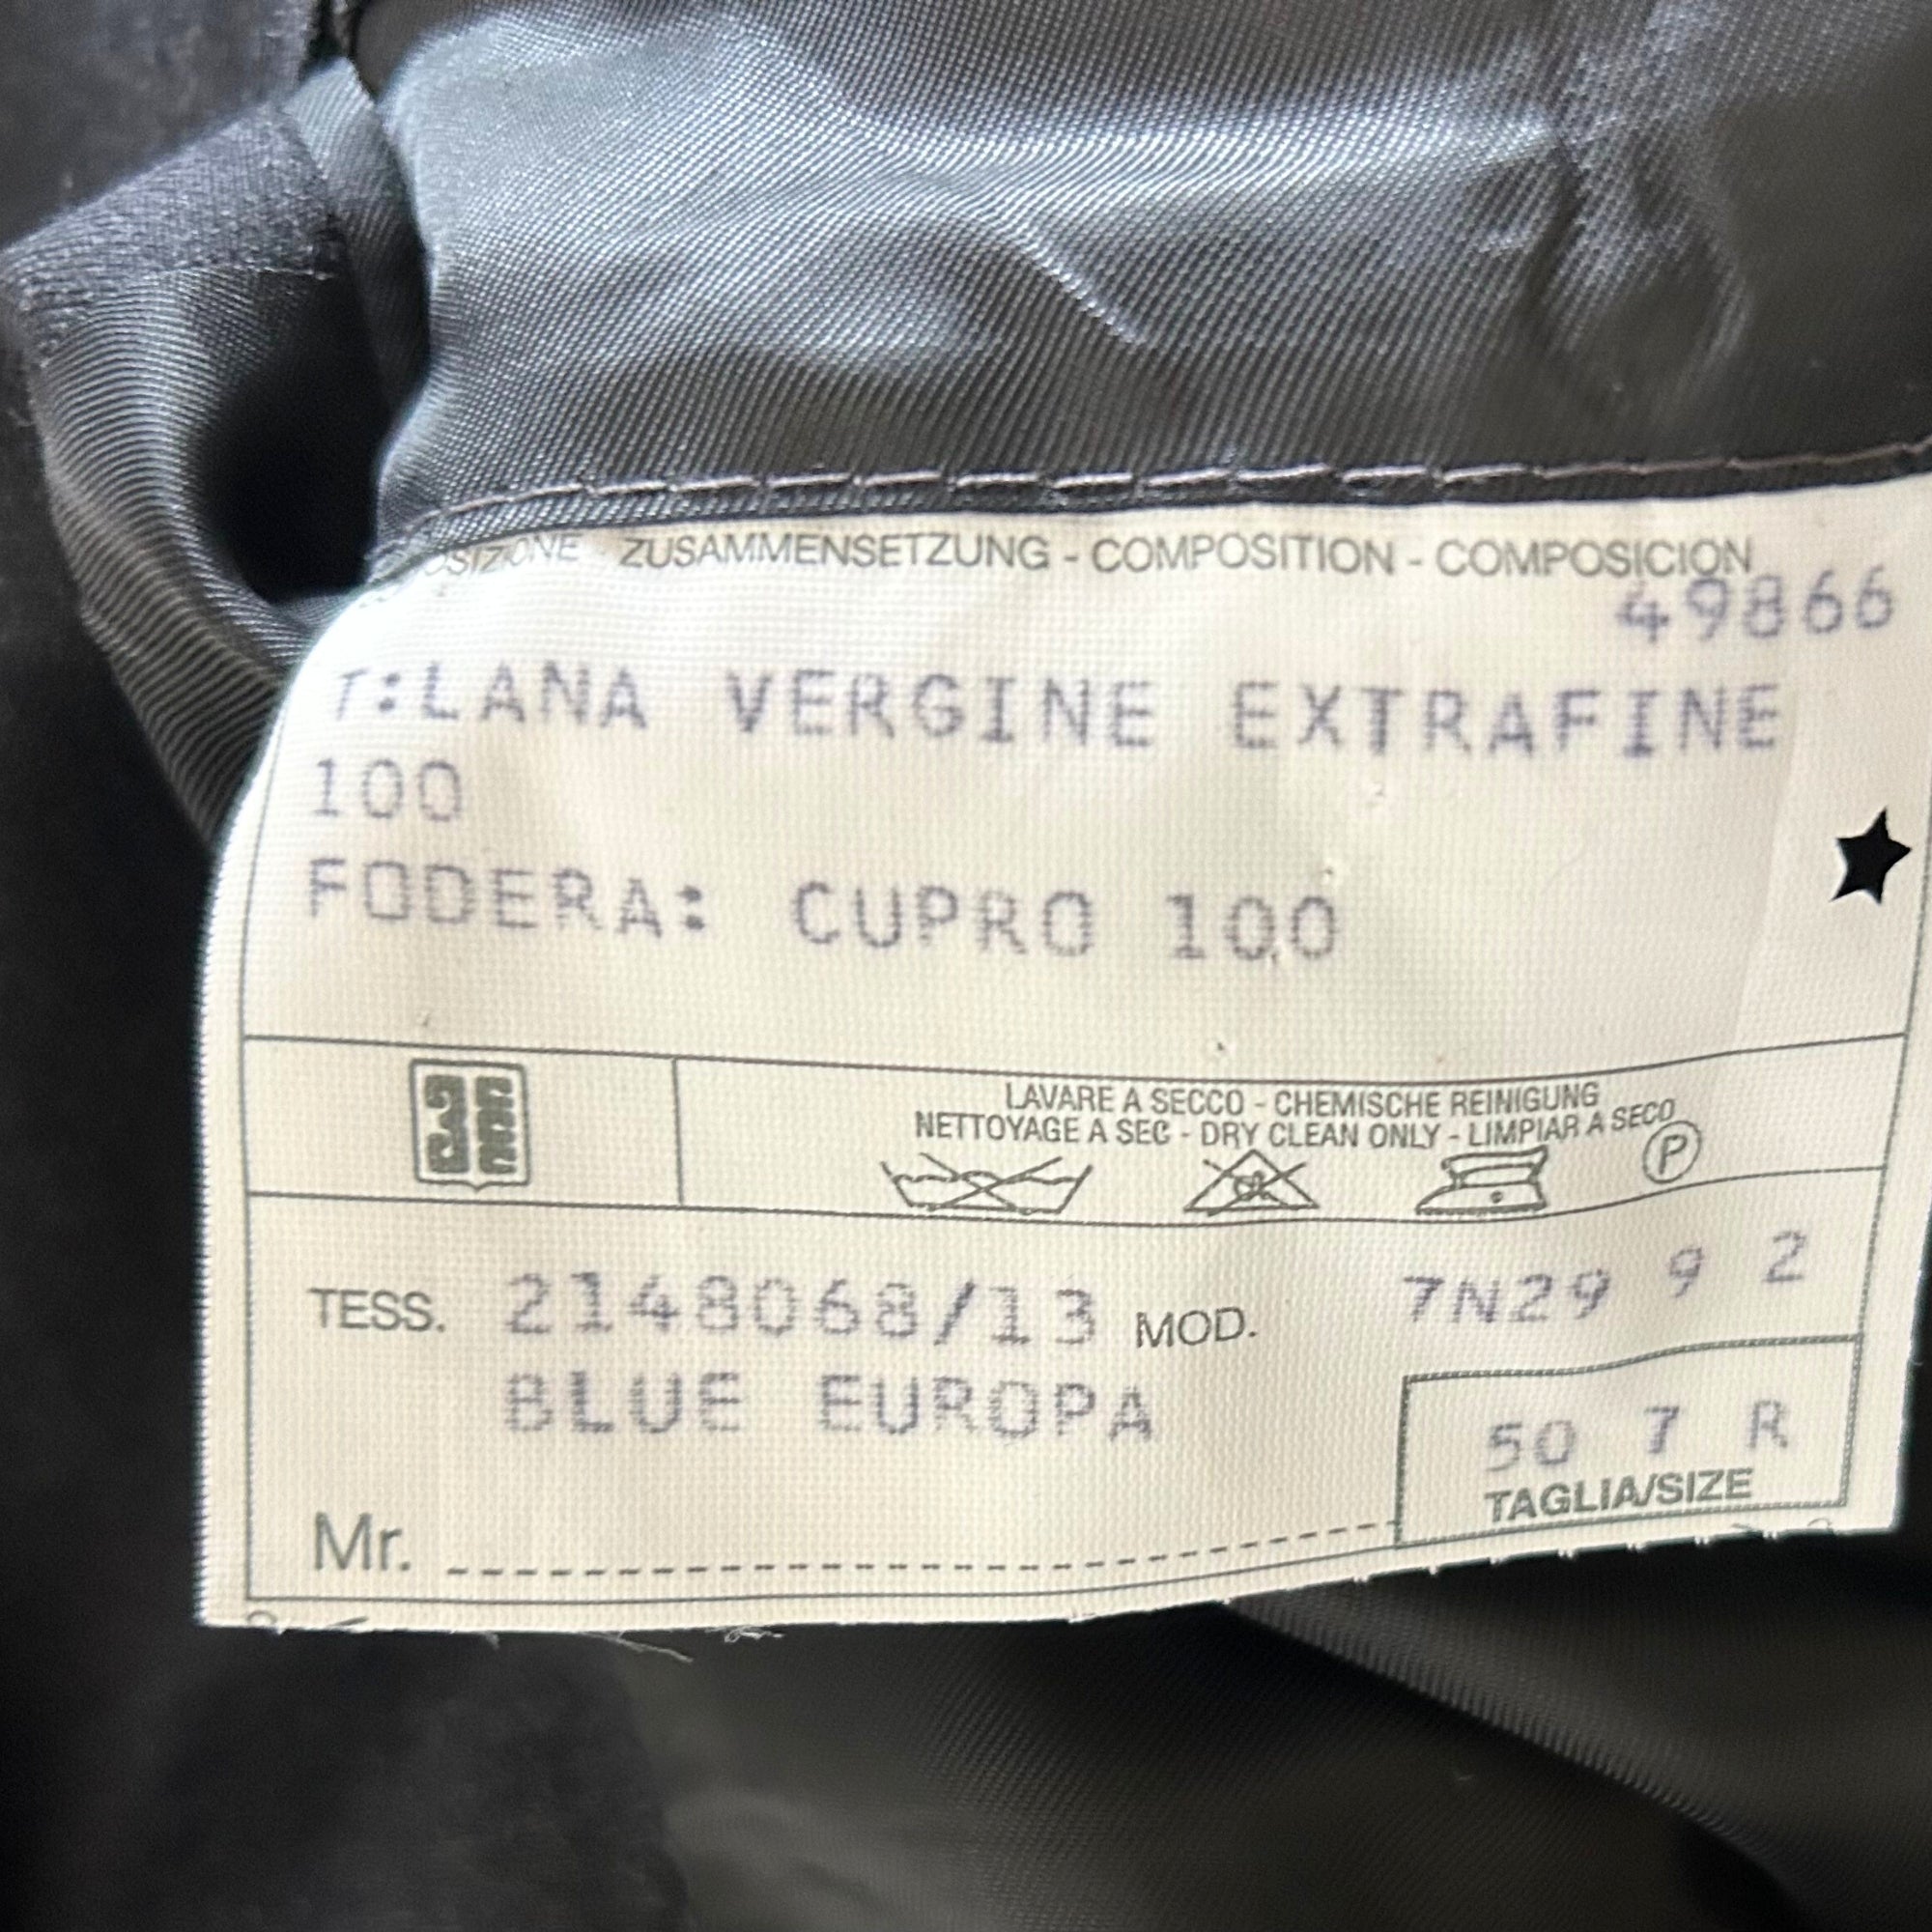 ZUSAMMENSETZUNG - COMPOSITION - COMPOSICION
49866
T:LANA VERGINE EXTRAFINE
100
FODERA: CUPRO 100
LAVARE A SECCO - CHEMISCHE REINIGUNG
NETTOYAGE A SEC - DRY CLEAN ONLY - LIMPIAR A SECO
P
TESS. 2148068/13 MOD. 7N29 9 2
BLUE EUROPA
50 7 R
TAGLIA/SIZE
Mr.